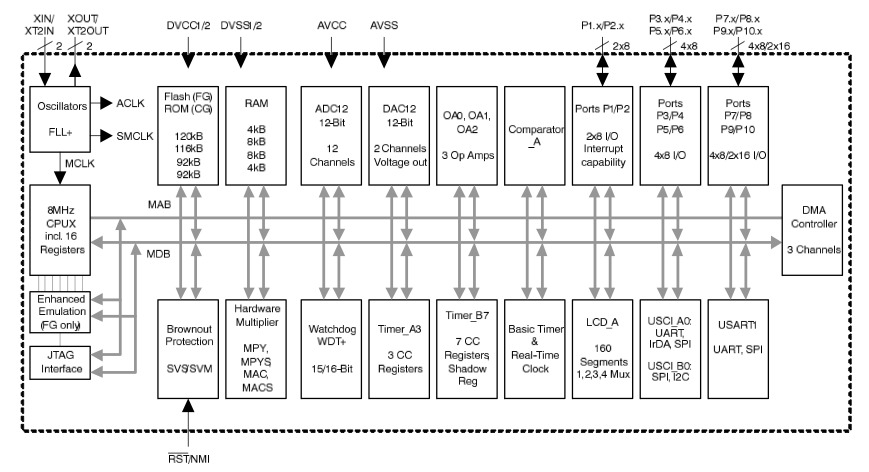 XIN/
XT2IN
2
XOUT/
XT2OUT
2
DVCC1/2
DVSS1/2
AVCC
AVSS
P1.x/P2.x
2x8
P3.x/P4.x
P5.x/P6.x
4x8
P7.x/P8.x
P9.x/P10.x
4x8/2x16
Oscillators
FLL+
ACLK
SMCLK
MCLK
Flash (FG)
ROM (CG)
120kB
116kB
92kB
92kB
RAM
4kB
8kB
8kB
4kB
ADC12
12-Bit
12
Channels
DAC12
12-Bit
2 Channels
Voltage out
OA0, OA1,
OA2
3 Op Amps
Comparator
_A
Ports P1/P2
2x8 I/O
Interrupt
capability
Ports
P3/P4
P5/P6
4x8 I/O
Ports
P7/P8
P9/P10
4x8/2x16 I/O
8MHz
CPUX
incl. 16
Registers
MAB
MDB
DMA
Controller
3 Channels
Enhanced
Emulation
(FG only)
JTAG
Interface
Brownout
Protection
SVS/SVM
Hardware
Multiplier
MPY,
MPYS,
MAC,
MACS
Watchdog
WDT+
15/16-Bit
Timer_A3
3 CC
Registers
Timer_B7
7 CC
Registers,
Shadow
Reg
Basic Timer
&
Real-Time
Clock
LCD_A
160
Segments
1,2,3,4 Mux
USCI_A0:
UART,
IrDA, SPI
USCI_B0:
SPI, I2C
USART1
UART, SPI
RST/NMI